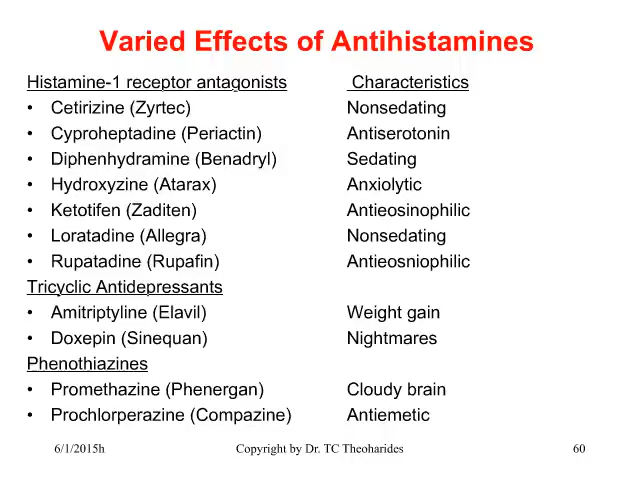 Varied Effects of Antihistamines
Histamine-1 receptor antagonists Characteristics
• Cetirizine (Zyrtec) Nonsedating
• Cyproheptadine (Periactin) Antiserotonin
• Diphenhydramine (Benadryl) Sedating
• Hydroxyzine (Atarax) Anxiolytic
• Ketotifen (Zaditen) Antieosinophilic
• Loratadine (Allegra) Nonsedating
• Rupatadine (Rupafin) Antieosniophilic
Tricyclic Antidepressants
• Amitriptyline (Elavil) Weight gain
• Doxepin (Sinequan) Nightmares
Phenothiazines
• Promethazine (Phenergan) Cloudy brain
• Prochlorperazine (Compazine) Antiemetic
6/1/2015h Copyright by Dr. TC Theoharides 60